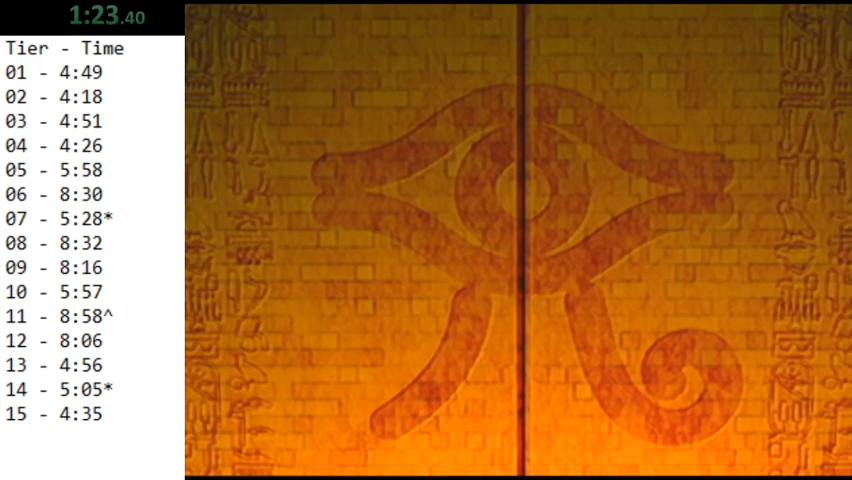 1:23.40
Tier - Time
01 - 4:49
02 - 4:18
03 - 4:51
04 - 4:26
05 - 5:58
06 - 8:30
07 - 5:28*
08 - 8:32
09 - 8:16
10 - 5:57
11 - 8:58^
12 - 8:06
13 - 4:56
14 - 5:05*
15 - 4:35